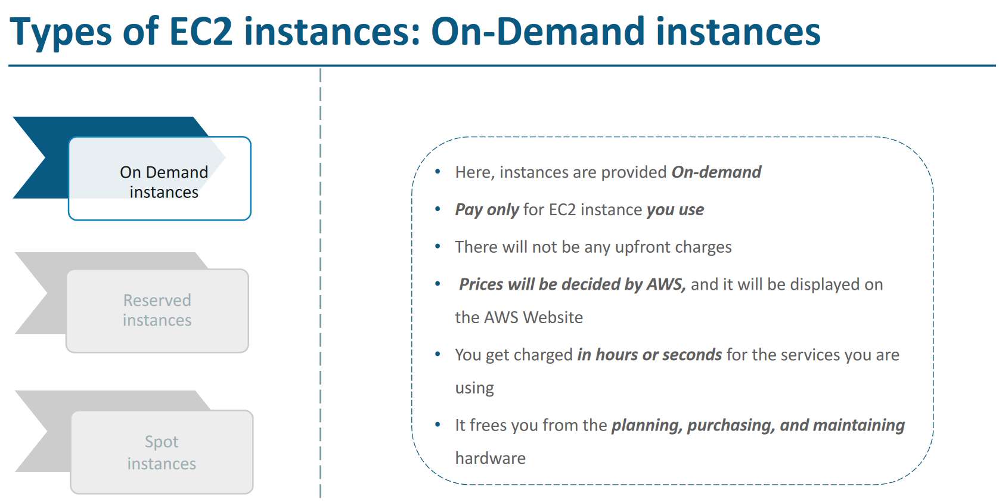 Types of EC2 instances: On-Demand instances
On Demand
instances
Reserved
instances
Spot
instances
• Here, instances are provided On-demand
• Pay only for EC2 instance you use
• There will not be any upfront charges
• Prices will be decided by AWS, and it will be displayed on
the AWS Website
• You get charged in hours or seconds for the services you are
using
• It frees you from the planning, purchasing, and maintaining
hardware